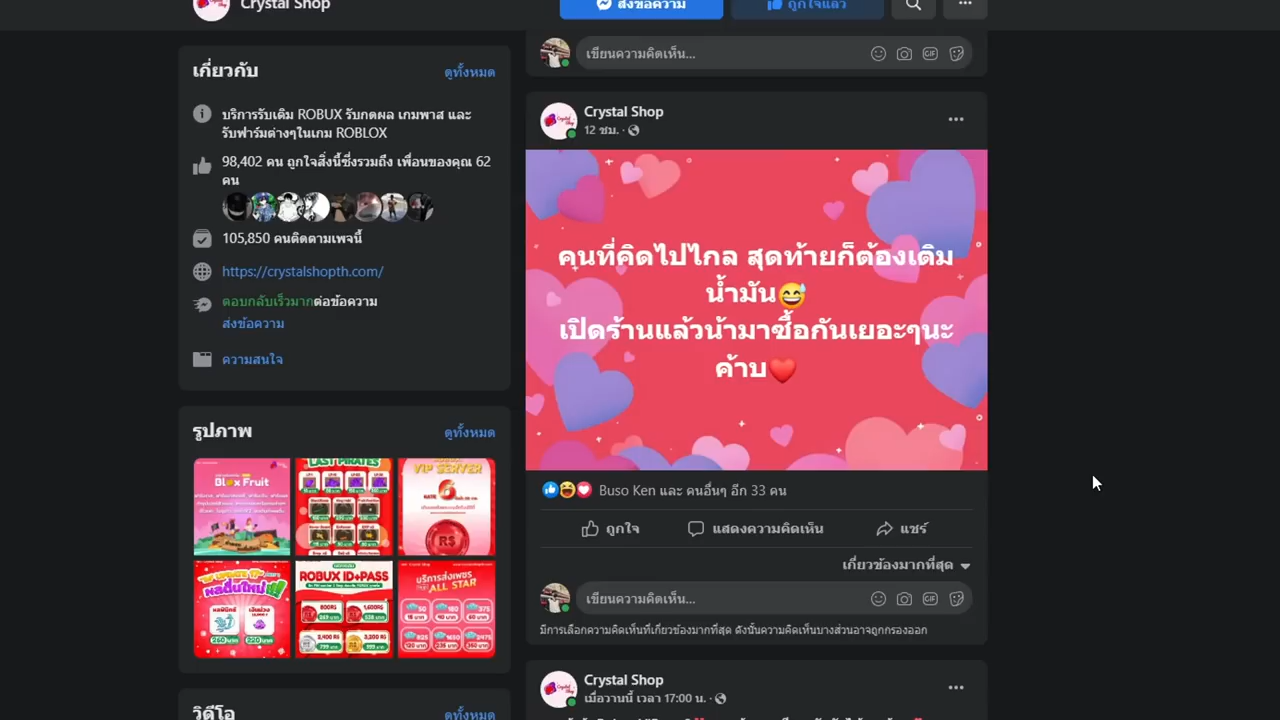 Crystal Shop
ส่งข้อความ
ถูกใจแล้ว
เกี่ยวกับ
ดูทั้งหมด
บริการรับเติม ROBUX รับกดผล เกมพาส และ
รับฟาร์มต่างๆในเกม ROBLOX
98,402 คน ถูกใจสิ่งนี้ซึ่งรวมถึง เพื่อนของคุณ 62
คน
105,850 คนติดตามเพจนี้
https://crystalshopth.com/
ตอบกลับเร็วมากต่อข้อความ
ส่งข้อความ
ความสนใจ
รูปภาพ
ดูทั้งหมด
Blox Fruit
LAST PIRATES
VIP SERVER
R$
ROBUX ID+PASS
บริการส่งเพชร
ALL STAR
วิดีโอ
ดูทั้งหมด
เขียนความคิดเห็น...
GIF
Crystal Shop
12 ชม. ·
คนที่คิดไปไกล สุดท้ายก็ต้องเติม
น้ำมัน😅
เปิดร้านแล้วน้ามาซื้อกันเยอะๆนะ
ค้าบ❤️
Buso Ken และ คนอื่นๆ อีก 33 คน
ถูกใจ
แสดงความคิดเห็น
แชร์
เกี่ยวข้องมากที่สุด
เขียนความคิดเห็น...
GIF
มีการเลือกความคิดเห็นที่เกี่ยวข้องมากที่สุด ดังนั้นความคิดเห็นบางส่วนอาจถูกกรองออก
Crystal Shop
เมื่อวานนี้ เวลา 17:00 น. ·